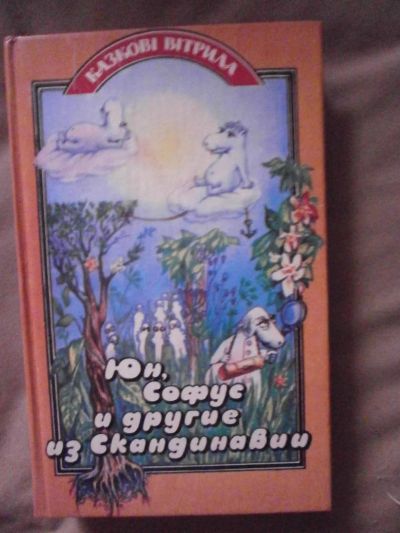 КАЗКОВІ ВІТРИЛА
Юн,
Софус
и другие
из Скандинавии